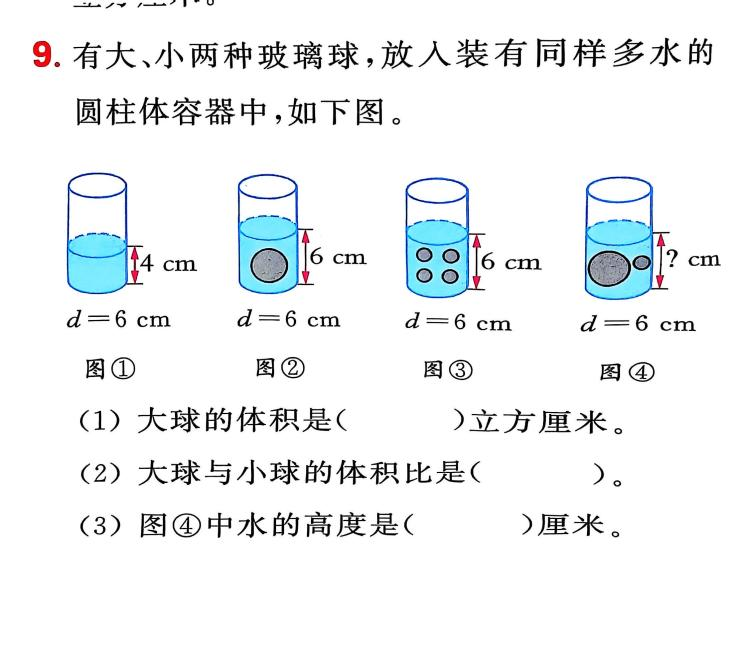 9. 有大、小两种玻璃球,放入装有同样多水的
圆柱体容器中,如下图。
4 cm
6 cm
6 cm
? cm
d=6 cm
d=6 cm
d=6 cm
d=6 cm
图①
图②
图③
图④
(1) 大球的体积是(　　)立方厘米。
(2) 大球与小球的体积比是(　　)。
(3) 图④中水的高度是(　　)厘米。